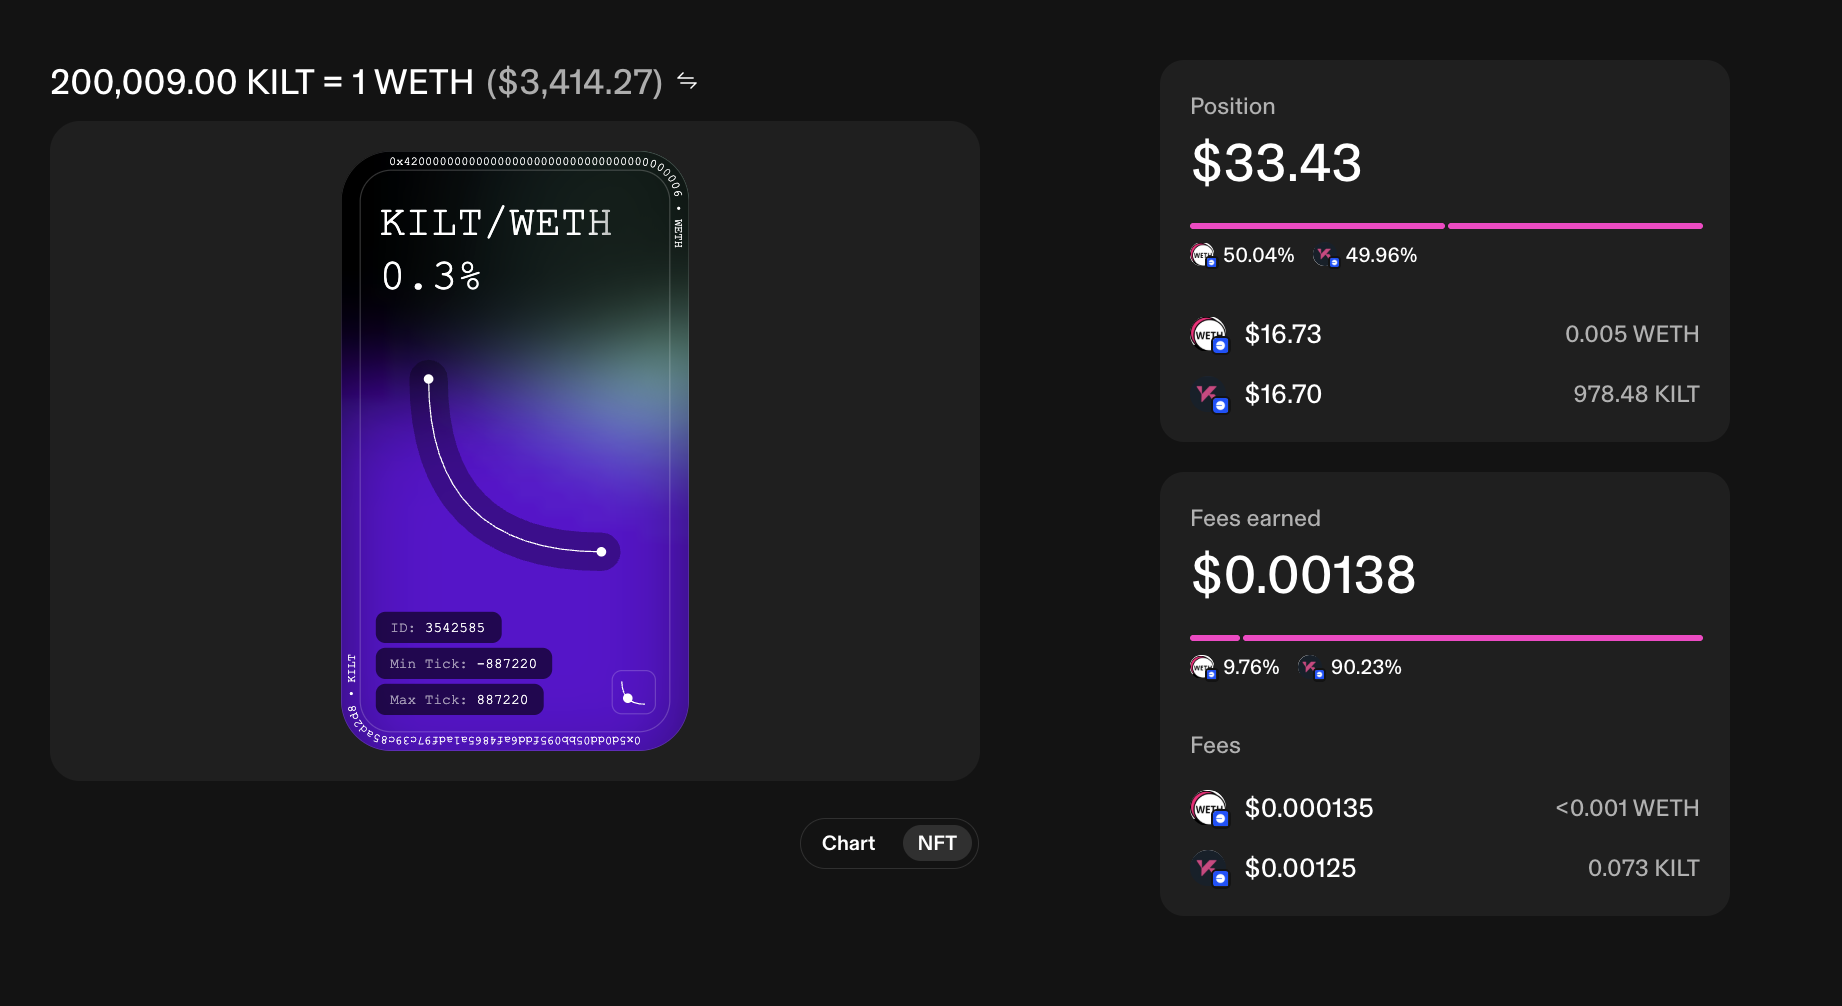 200,009.00 KILT = 1 WETH ($3,414.27)
0x4200000000000000000000000000000000000006 • WETH
KILT/WETH
0.3%
ID: 3542585
Min Tick: -887220
Max Tick: 887220
0x5d0dd05bb095fdd6af4865a1adf97c39c85ad2d8 • KILT
Chart
NFT
Position
$33.43
50.04% 49.96%
WETH $16.73 0.005 WETH
$16.70 978.48 KILT
Fees earned
$0.00138
9.76% 90.23%
Fees
WETH $0.000135 <0.001 WETH
$0.00125 0.073 KILT